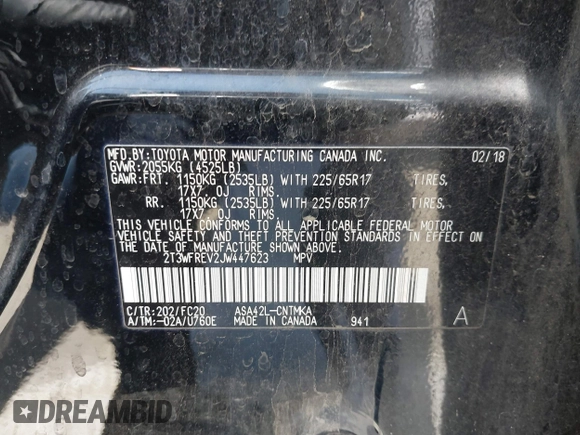 MFD.BY:TOYOTA MOTOR MANUFACTURING CANADA INC. 02/18
GVWR:2055KG (4525LB)
GAWR:FRT. 1150KG (2535LB) WITH 225/65R17 TIRES,
17X7. 0J RIMS.
RR. 1150KG (2535LB) WITH 225/65R17 TIRES,
17X7. 0J RIMS.
THIS VEHICLE CONFORMS TO ALL APPLICABLE FEDERAL MOTOR
VEHICLE SAFETY AND THEFT PREVENTION STANDARDS IN EFFECT ON
THE DATE OF MANUFACTURE SHOWN ABOVE.
2T3WFREV2JW447623 MPV
C/TR:202/FC20 ASA42L-CNTMKA
A/TM:-02A/U760E MADE IN CANADA 941 A
DREAMBID